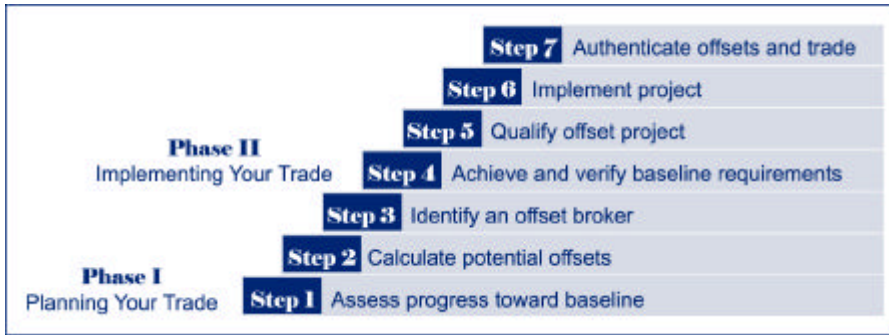 Step 7 Authenticate offsets and trade
Step 6 Implement project
Step 5 Qualify offset project
Phase II
Implementing Your Trade
Step 4 Achieve and verify baseline requirements
Step 3 Identify an offset broker
Step 2 Calculate potential offsets
Phase I
Planning Your Trade
Step 1 Assess progress toward baseline